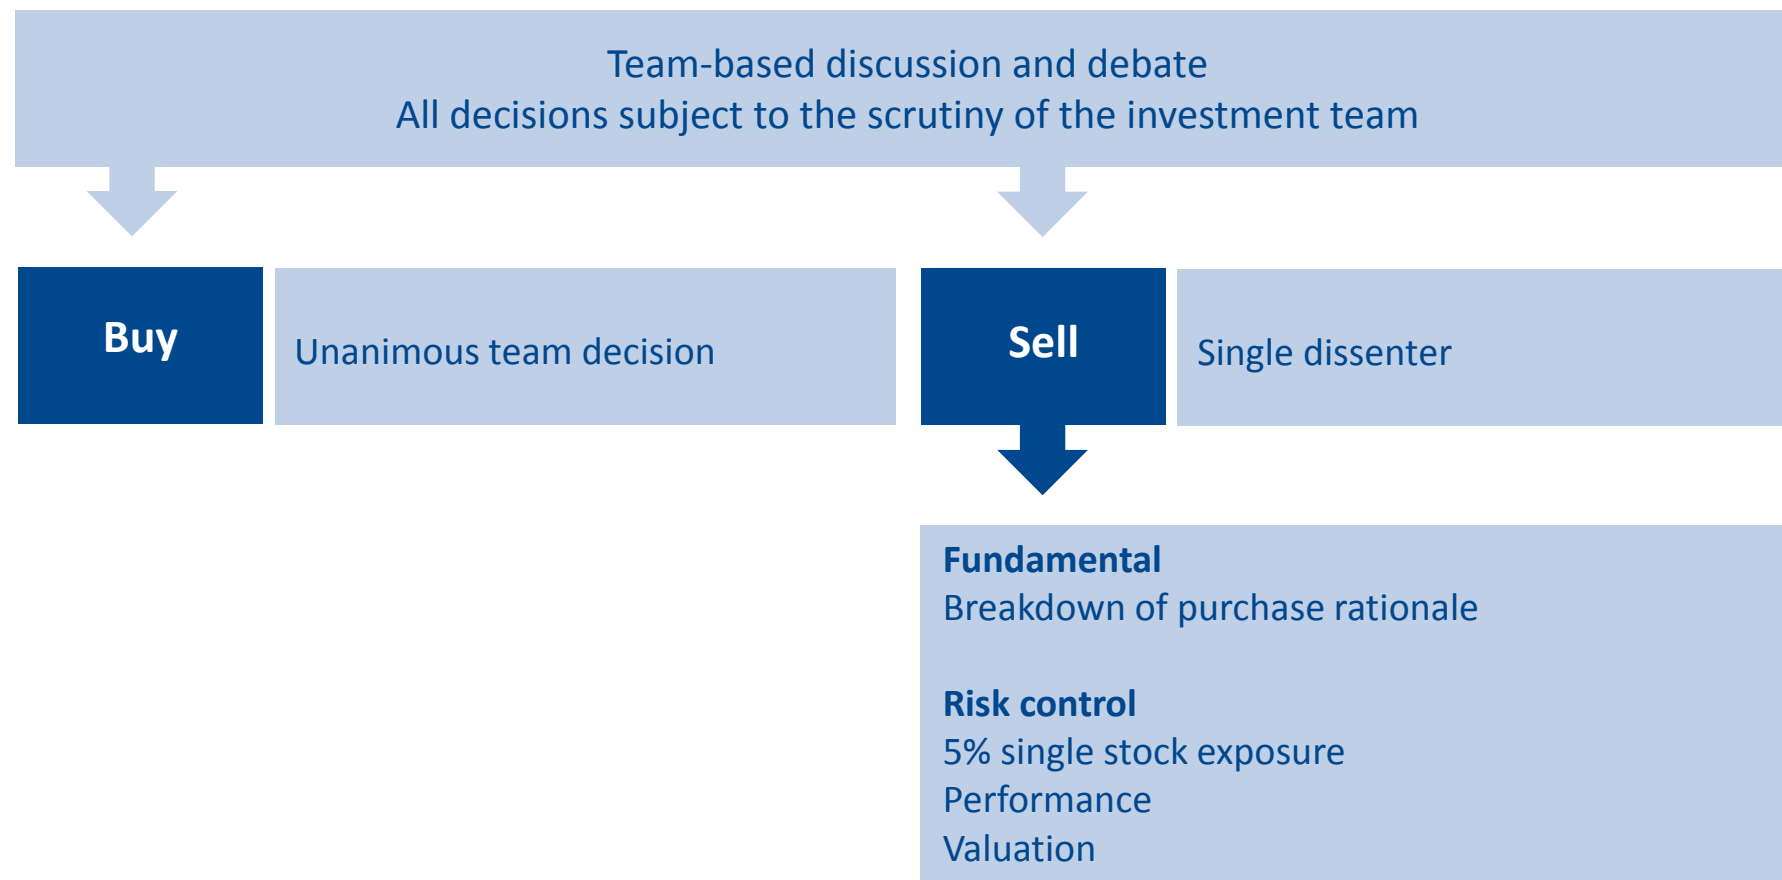 Team-based discussion and debate
All decisions subject to the scrutiny of the investment team
Buy
Unanimous team decision
Sell
Single dissenter
Fundamental
Breakdown of purchase rationale
Risk control
5% single stock exposure
Performance
Valuation